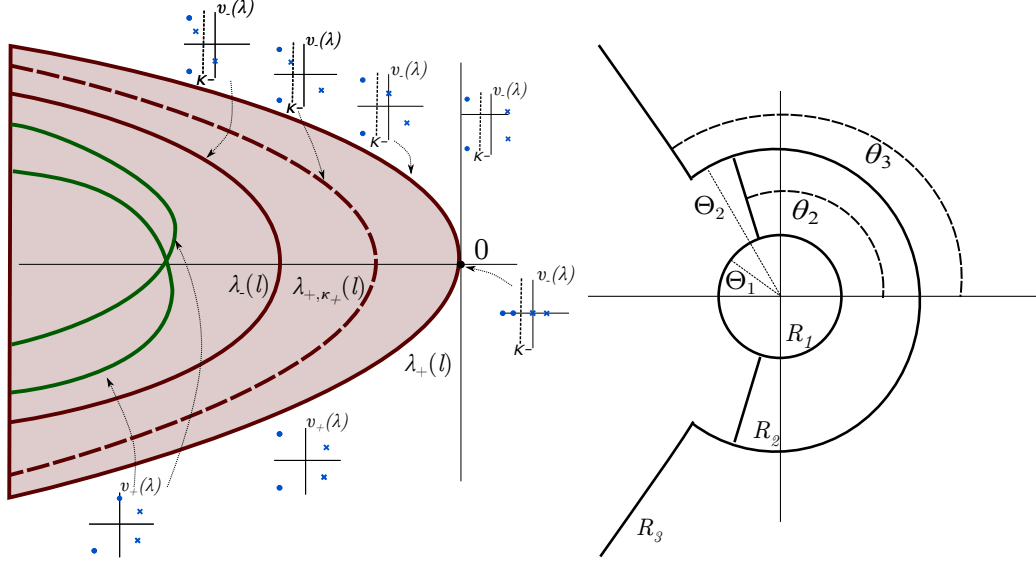 υ₋(λ)
κ⁻
υ₋(λ)
κ⁻
υ₋(λ)
κ⁻
υ₋(λ)
κ⁻
0
λ₋(l)
λ₊,κ₊(l)
υ₋(λ)
κ⁻
λ₊(l)
υ₊(λ)
υ₊(λ)
θ₃
Θ₂
θ₂
Θ₁
R₁
R₂
R₃